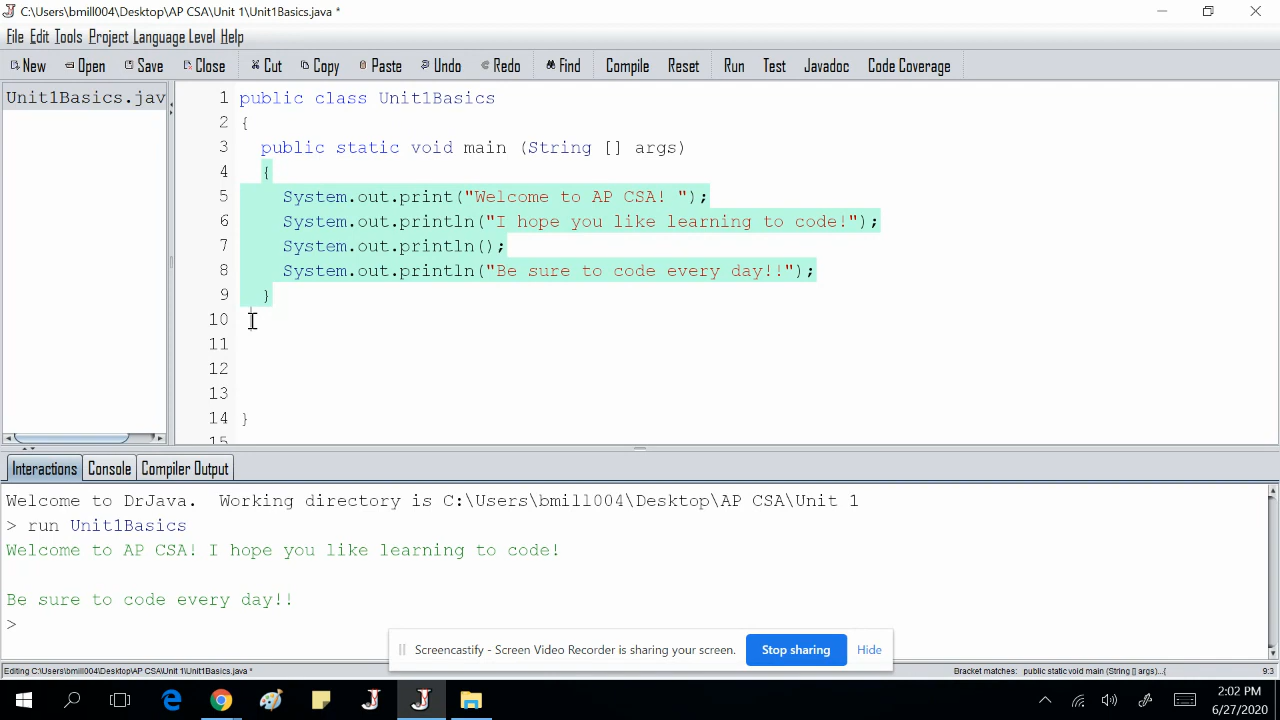 C:\Users\bmill004\Desktop\AP CSA\Unit 1\Unit1Basics.java *
File Edit Tools Project Language Level Help
New Open Save Close Cut Copy Paste Undo Redo Find Compile Reset Run Test Javadoc Code Coverage
Unit1Basics.jav
1 public class Unit1Basics
2 {
3 public static void main (String [] args)
4 {
5 System.out.print("Welcome to AP CSA! ");
6 System.out.println("I hope you like learning to code!");
7 System.out.println();
8 System.out.println("Be sure to code every day!!");
9 }
10
11
12
13
14 }
15
Interactions Console Compiler Output
Welcome to DrJava.  Working directory is C:\Users\bmill004\Desktop\AP CSA\Unit 1
> run Unit1Basics
Welcome to AP CSA! I hope you like learning to code!
Be sure to code every day!!
>
Screencastify - Screen Video Recorder is sharing your screen. Stop sharing Hide
Editing C:\Users\bmill004\Desktop\AP CSA\Unit 1\Unit1Basics.java * Bracket matches: public static void main (String [] args)...{ 9:3
2:02 PM
6/27/2020